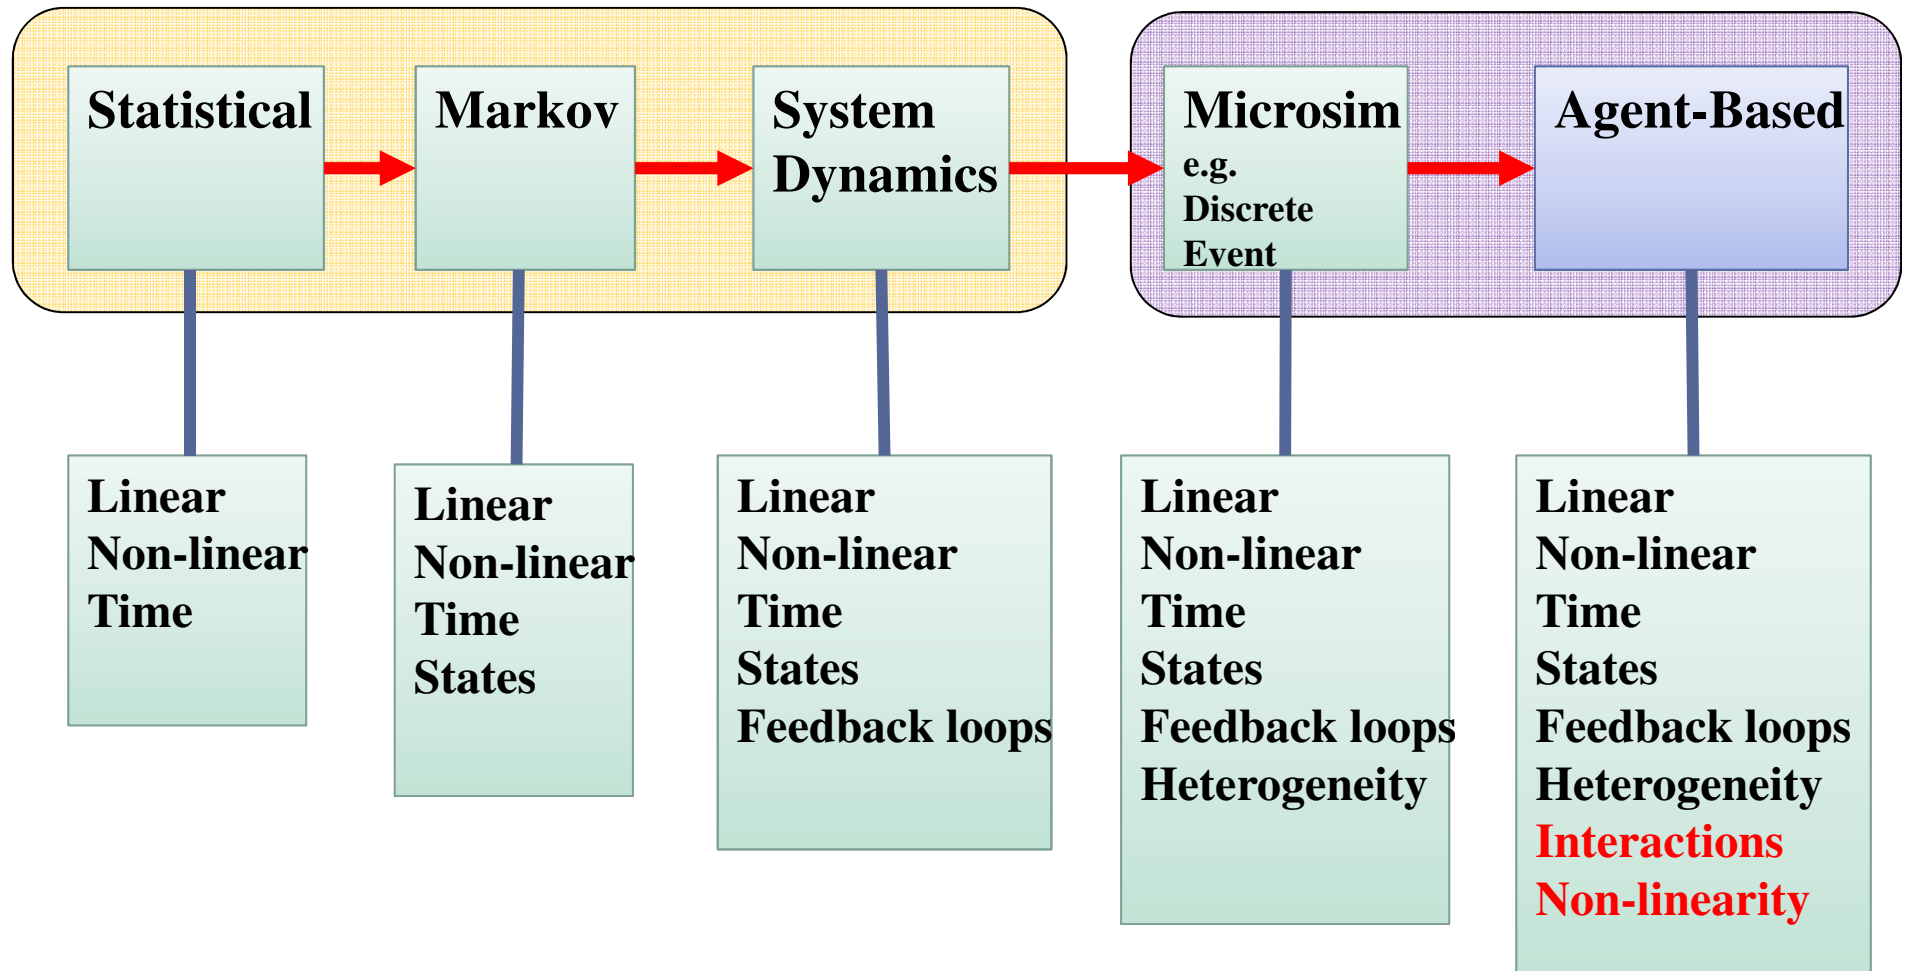 Statistical
Markov
System
Dynamics
Microsim
e.g.
Discrete
Event
Agent-Based
Linear
Non-linear
Time
Linear
Non-linear
Time
States
Linear
Non-linear
Time
States
Feedback loops
Linear
Non-linear
Time
States
Feedback loops
Heterogeneity
Linear
Non-linear
Time
States
Feedback loops
Heterogeneity
Interactions
Non-linearity